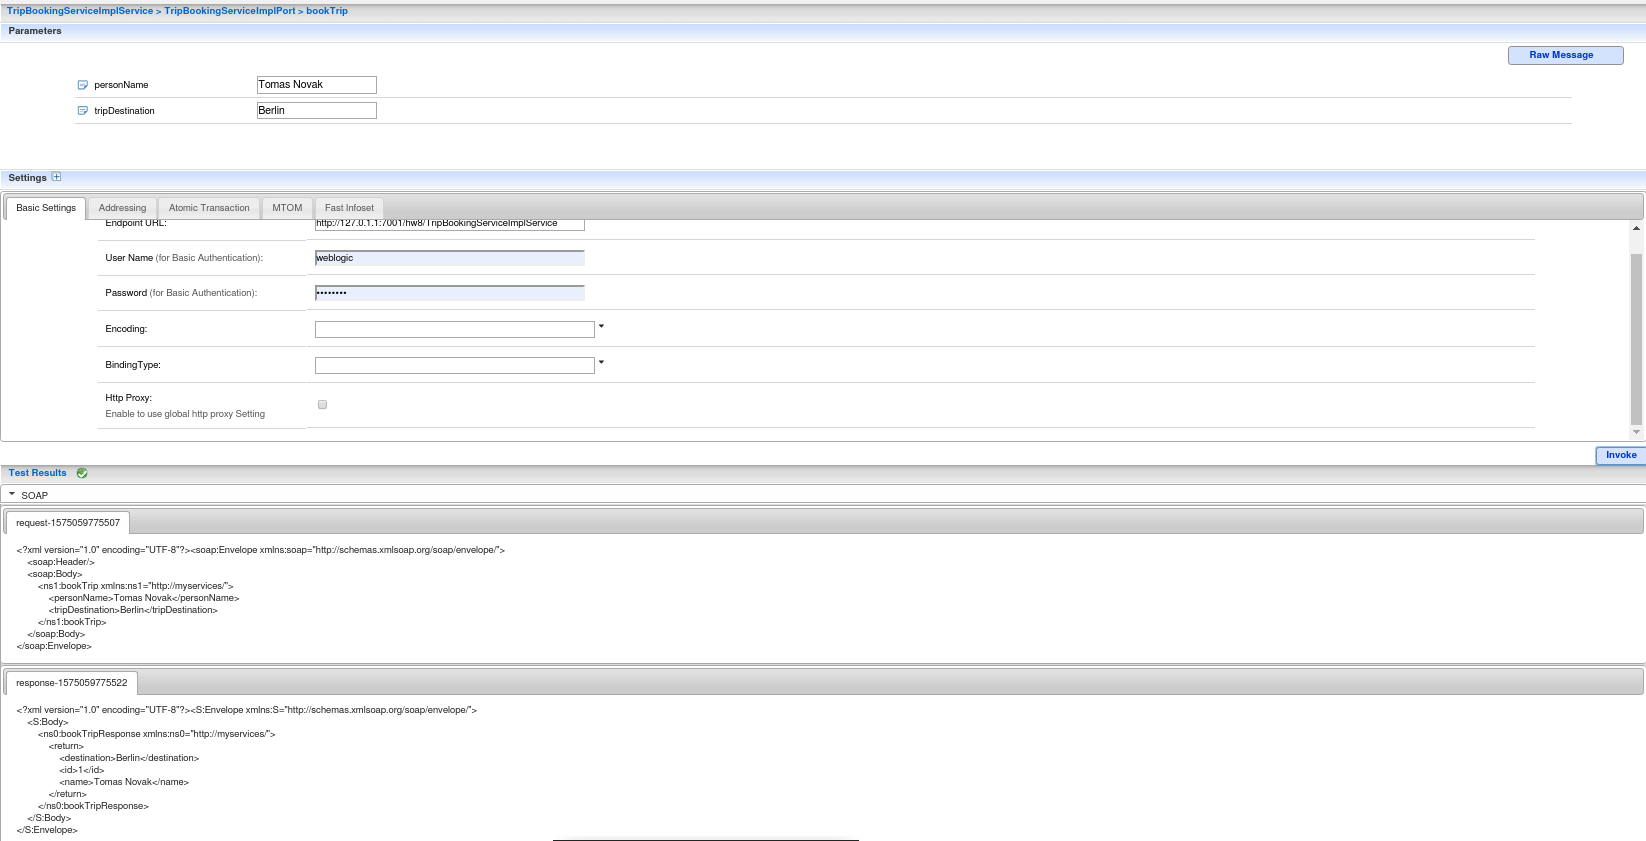 TripBookingServiceImplService > TripBookingServiceImplPort > bookTrip
Parameters
Raw Message
personName Tomas Novak
tripDestination Berlin
Settings
Basic Settings Addressing Atomic Transaction MTOM Fast Infoset
Endpoint URL: http://127.0.1.1:7001/hw8/TripBookingServiceImplService
User Name (for Basic Authentication): weblogic
Password (for Basic Authentication): ••••••••
Encoding:
BindingType:
Http Proxy:
Enable to use global http proxy Setting
Invoke
Test Results
SOAP
request-1575059775507
<?xml version="1.0" encoding="UTF-8"?><soap:Envelope xmlns:soap="http://schemas.xmlsoap.org/soap/envelope/">
<soap:Header/>
<soap:Body>
<ns1:bookTrip xmlns:ns1="http://myservices/">
<personName>Tomas Novak</personName>
<tripDestination>Berlin</tripDestination>
</ns1:bookTrip>
</soap:Body>
</soap:Envelope>
response-1575059775522
<?xml version="1.0" encoding="UTF-8"?><S:Envelope xmlns:S="http://schemas.xmlsoap.org/soap/envelope/">
<S:Body>
<ns0:bookTripResponse xmlns:ns0="http://myservices/">
<return>
<destination>Berlin</destination>
<id>1</id>
<name>Tomas Novak</name>
</return>
</ns0:bookTripResponse>
</S:Body>
</S:Envelope>